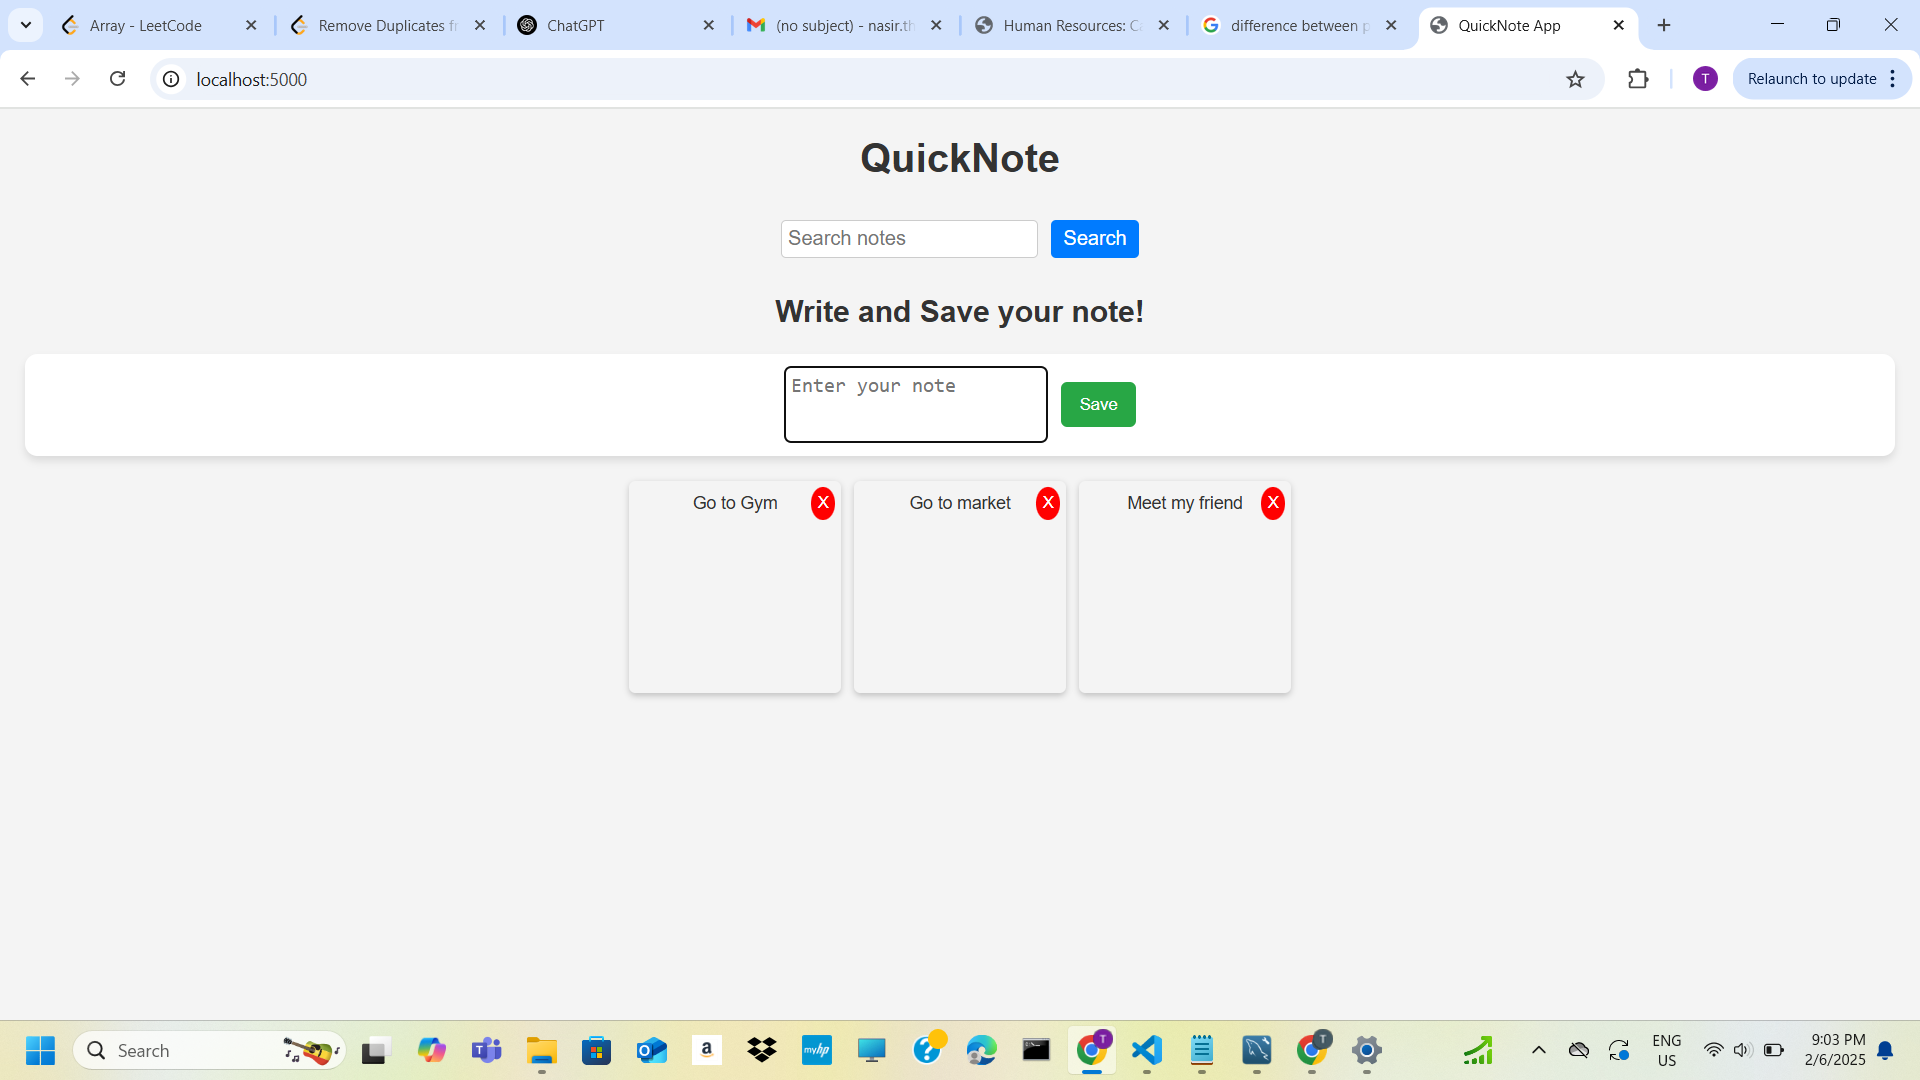 Array - LeetCode
Remove Duplicates fr
ChatGPT
(no subject) - nasir.th
Human Resources: Ca
difference between p
QuickNote App
localhost:5000
T
Relaunch to update
QuickNote
Search notes
Search
Write and Save your note!
Enter your note
Save
Go to Gym X
Go to market X
Meet my friend X
Search
a
myhp
T
T
ENG
US
9:03 PM
2/6/2025